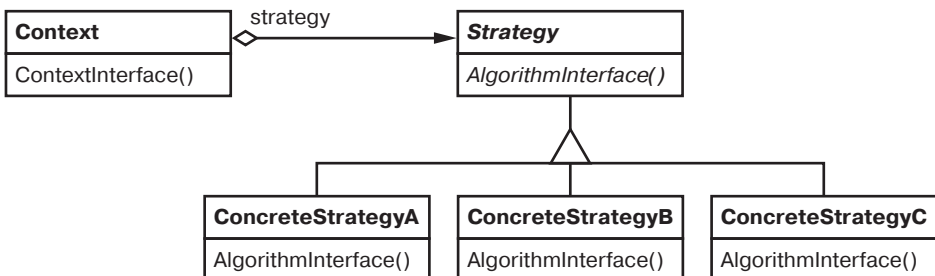 strategy
Context
ContextInterface()
Strategy
AlgorithmInterface()
ConcreteStrategyA
AlgorithmInterface()
ConcreteStrategyB
AlgorithmInterface()
ConcreteStrategyC
AlgorithmInterface()